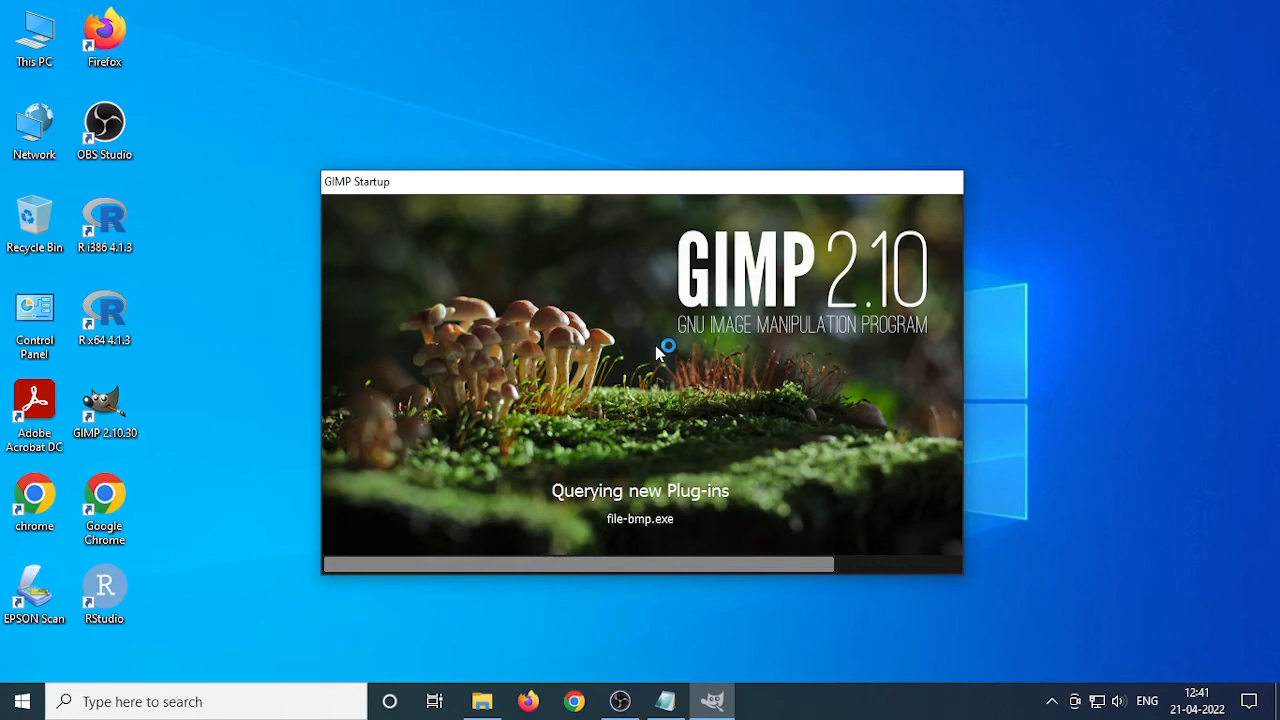 This PC
Firefox
Network
OBS Studio
Recycle Bin
R i386 4.1.3
Control
Panel
R x64 4.1.3
Adobe
Acrobat DC
GIMP 2.10.30
chrome
Google
Chrome
EPSON Scan
R
RStudio
GIMP Startup
GIMP 2.10
GNU IMAGE MANIPULATION PROGRAM
Querying new Plug-ins
file-bmp.exe
Type here to search
ENG
12:41
21-04-2022